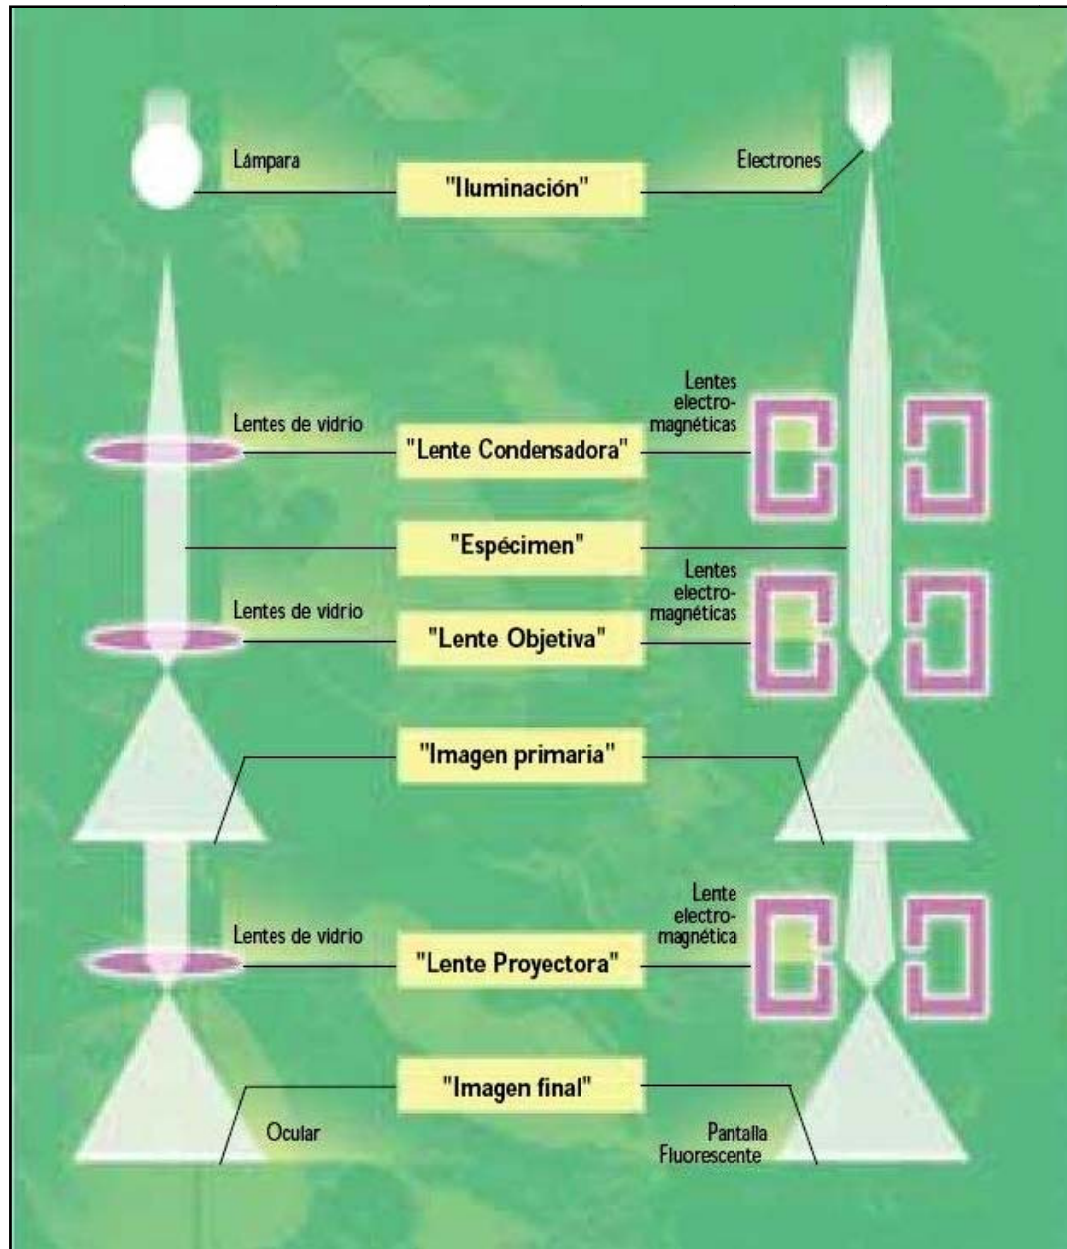 Lámpara
"Iluminación"
Electrones
Lentes de vidrio
"Lente Condensadora"
Lentes
electro-
magnéticas
"Espécimen"
Lentes de vidrio
"Lente Objetiva"
Lentes
electro-
magnéticas
"Imagen primaria"
Lentes de vidrio
"Lente Proyectora"
Lente
electro-
magnética
"Imagen final"
Ocular
Pantalla
Fluorescente